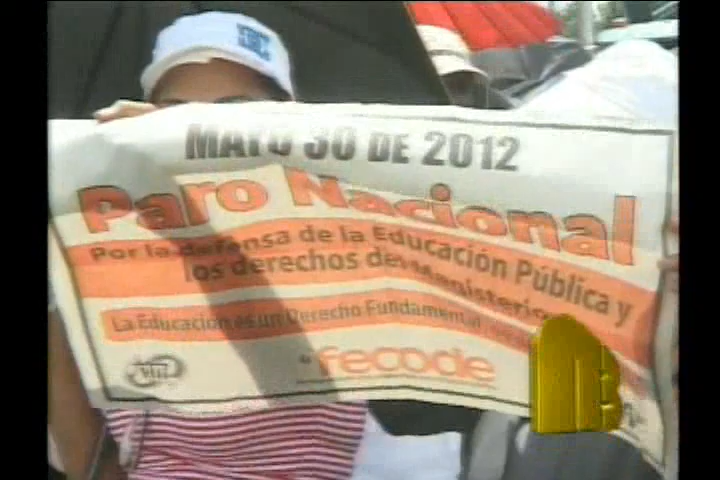 MAYO 30 DE 2012
Paro Nacional
Por la defensa de la Educación Pública y
los derechos del Magisterio
La Educación es un Derecho Fundamental
fecode